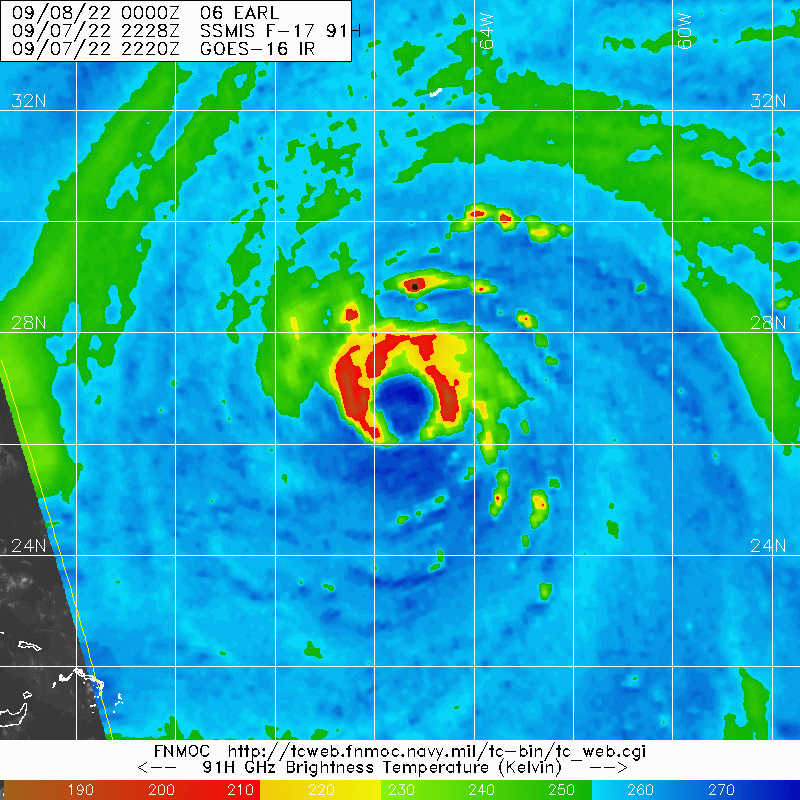 09/08/22 0000Z 06 EARL
09/07/22 2228Z SSMIS F-17 91H
09/07/22 2220Z GOES-16 IR
64W
60W
32N
32N
28N
28N
24N
24N
FNMOC http://tcweb.fnmoc.navy.mil/tc-bin/tc_web.cgi
<-- 91H GHz Brightness Temperature (Kelvin) -->
190 200 210 220 230 240 250 260 270